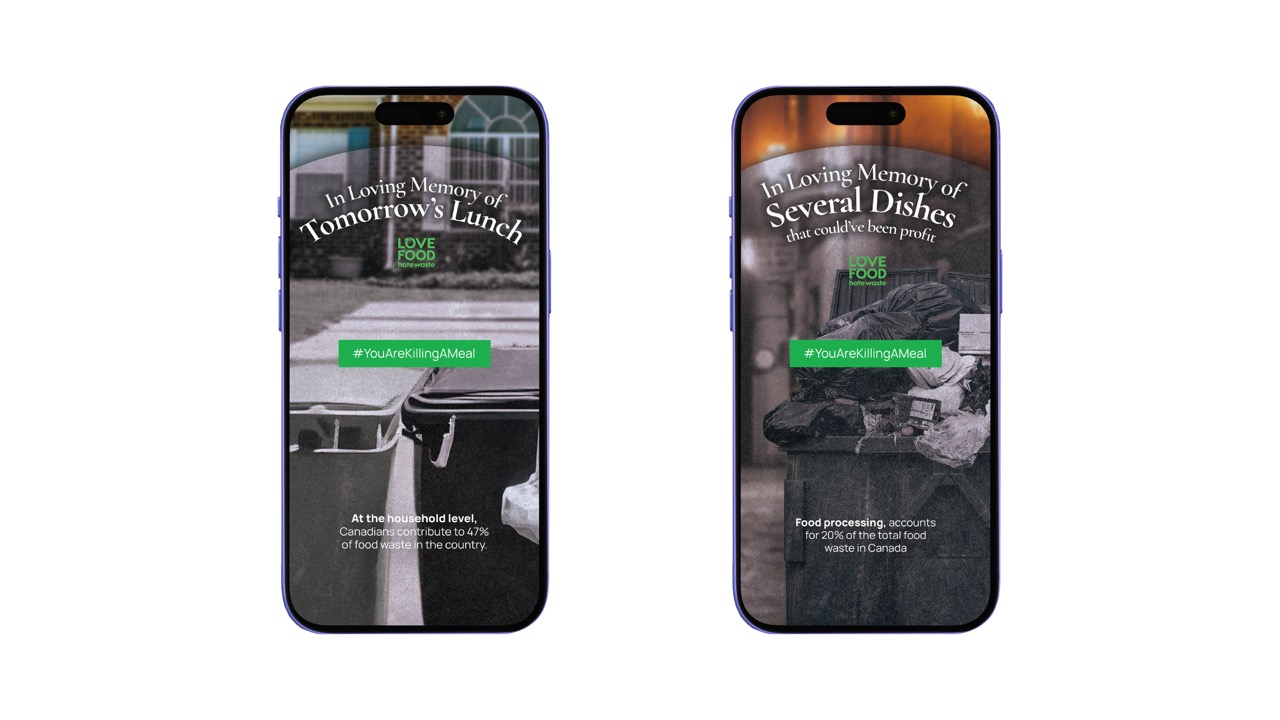 In Loving Memory of
Tomorrow's Lunch
LOVE
FOOD
hate waste
#YouAreKillingAMeal
At the household level,
Canadians contribute to 47%
of food waste in the country.
In Loving Memory of
Several Dishes
that could've been profit
LOVE
FOOD
hate waste
#YouAreKillingAMeal
Food processing, accounts
for 20% of the total food
waste in Canada